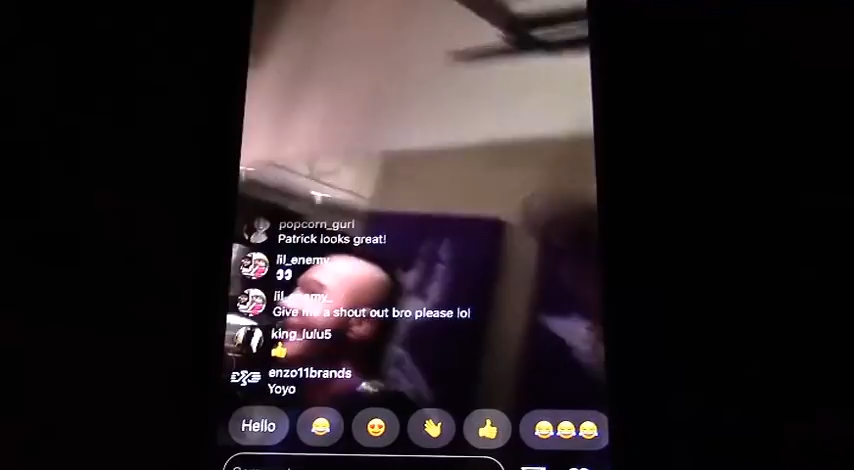 popcorn_gurl
Patrick looks great!
lil_enemy_
lil_enemy_
Give me a shout out bro please lol
king_lulu5
enzo11brands
Yoyo
Hello